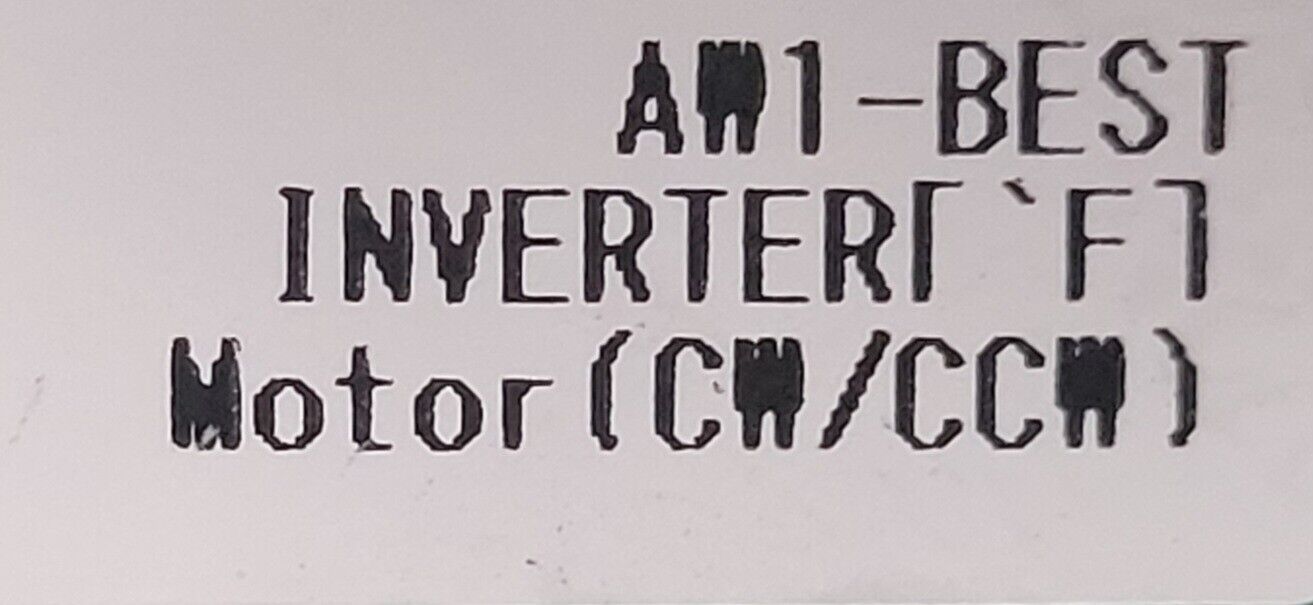 AW1-BEST
INVERTER[`F]
Motor(CW/CCW)